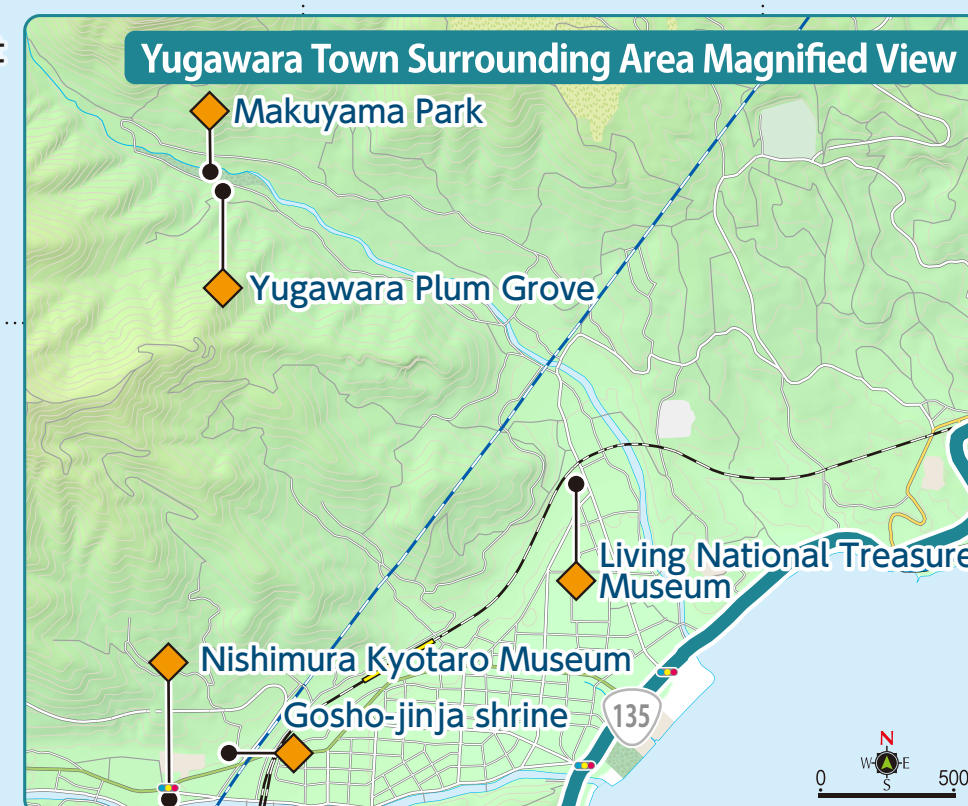 Yugawara Town Surrounding Area Magnified View
Makuyama Park
Yugawara Plum Grove
Living National Treasure
Museum
Nishimura Kyotaro Museum
Gosho-jinja shrine
135
N
W E
S
0 500